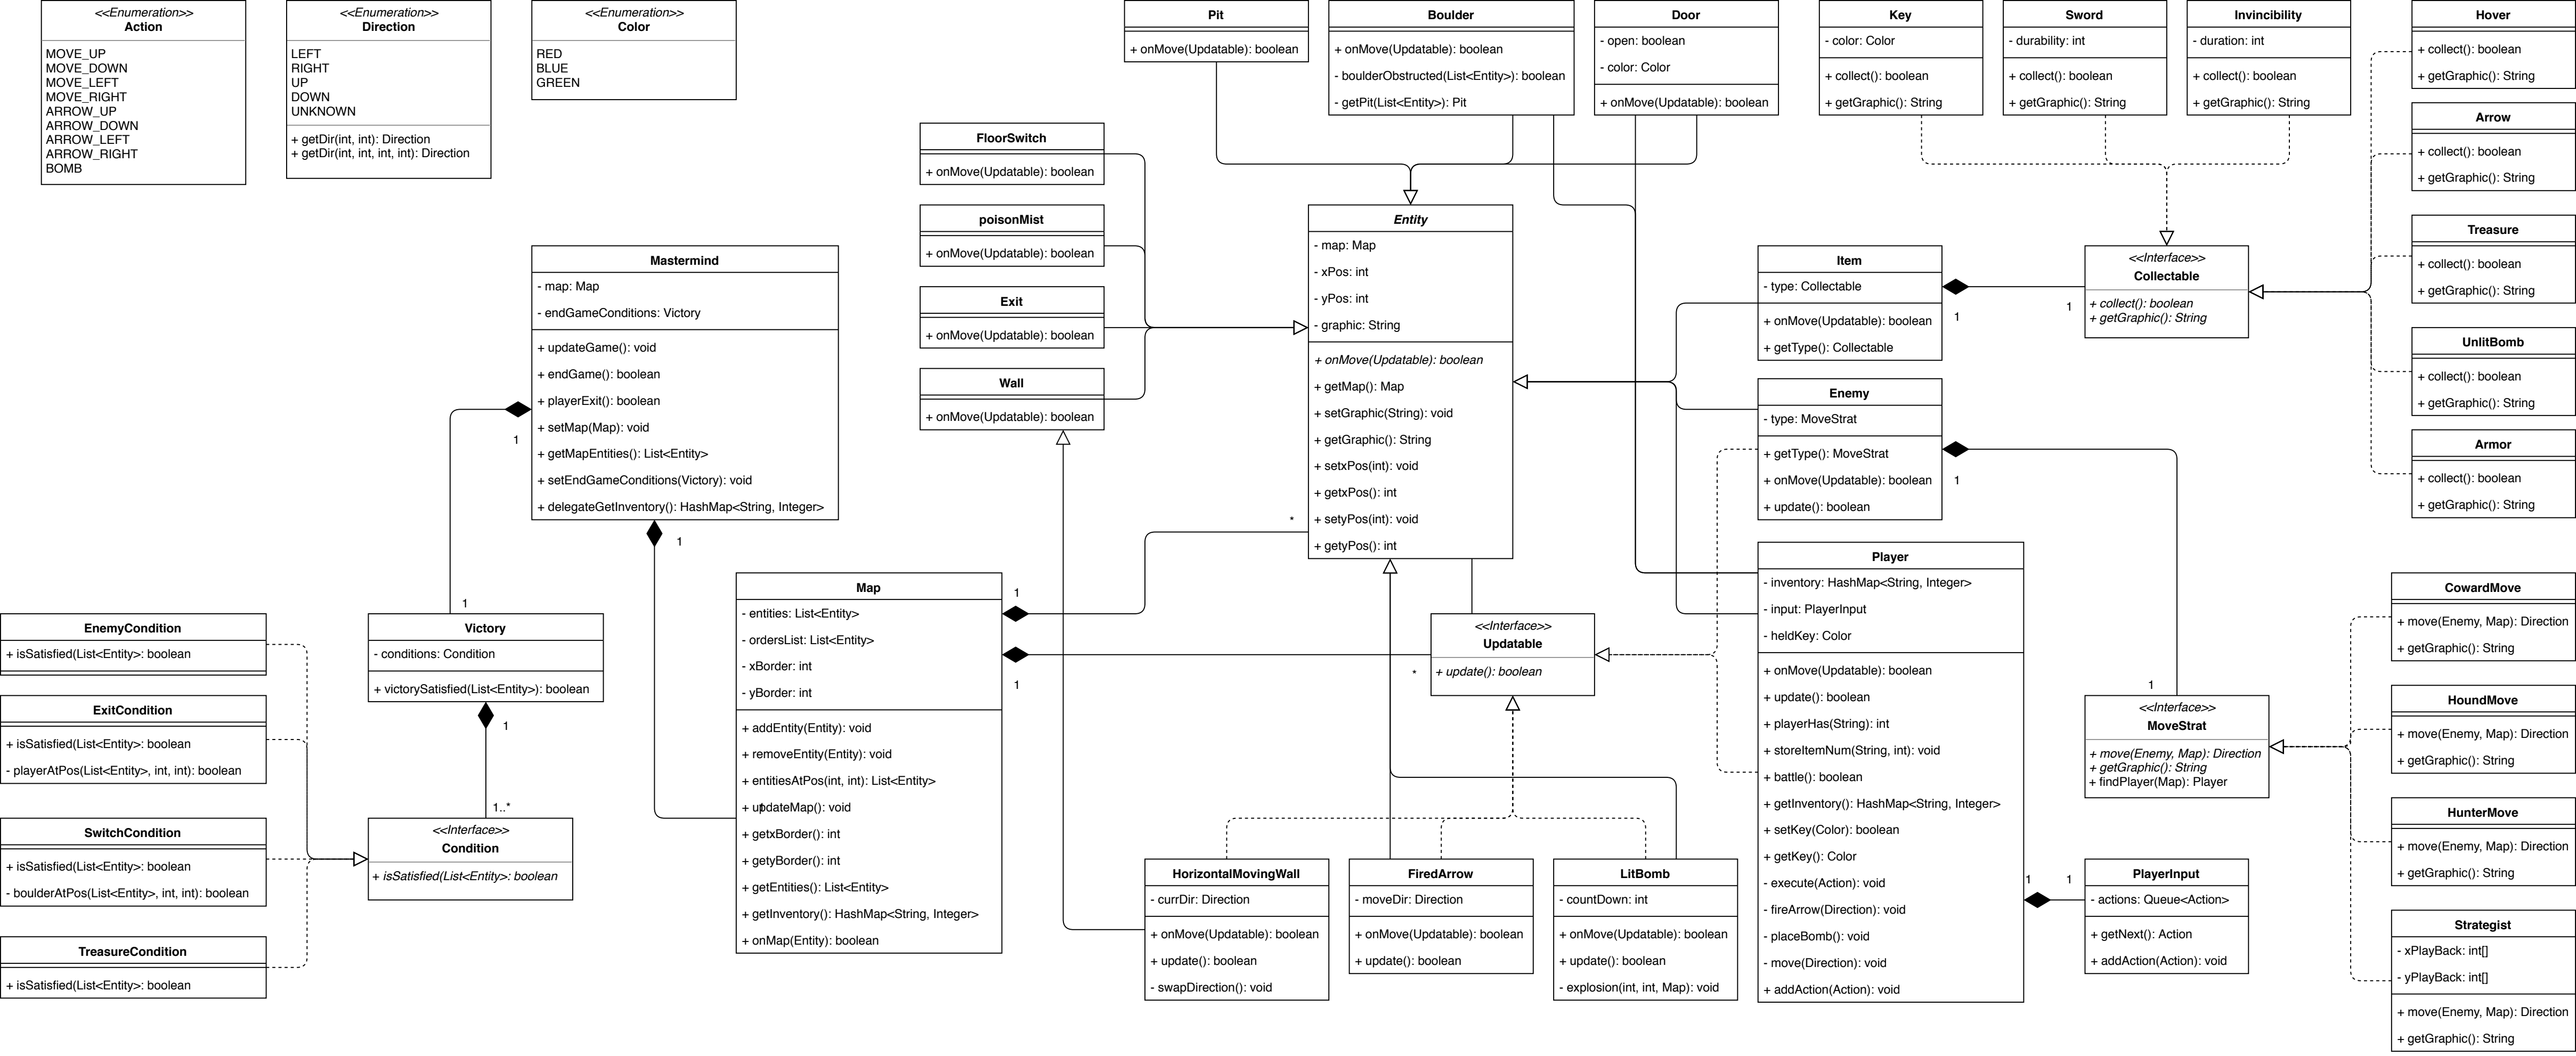 <<Enumeration>>
Action
MOVE_UP
MOVE_DOWN
MOVE_LEFT
MOVE_RIGHT
ARROW_UP
ARROW_DOWN
ARROW_LEFT
ARROW_RIGHT
BOMB
<<Enumeration>>
Direction
LEFT
RIGHT
UP
DOWN
UNKNOWN
+ getDir(int, int): Direction
+ getDir(int, int, int, int): Direction
<<Enumeration>>
Color
RED
BLUE
GREEN
Pit
+ onMove(Updatable): boolean
Boulder
+ onMove(Updatable): boolean
- boulderObstructed(List<Entity>): boolean
- getPit(List<Entity>): Pit
Door
- open: boolean
- color: Color
+ onMove(Updatable): boolean
Key
- color: Color
+ collect(): boolean
+ getGraphic(): String
Sword
- durability: int
+ collect(): boolean
+ getGraphic(): String
Invincibility
- duration: int
+ collect(): boolean
+ getGraphic(): String
Hover
+ collect(): boolean
+ getGraphic(): String
Arrow
+ collect(): boolean
+ getGraphic(): String
Treasure
+ collect(): boolean
+ getGraphic(): String
UnlitBomb
+ collect(): boolean
+ getGraphic(): String
Armor
+ collect(): boolean
+ getGraphic(): String
FloorSwitch
+ onMove(Updatable): boolean
poisonMist
+ onMove(Updatable): boolean
Exit
+ onMove(Updatable): boolean
Wall
+ onMove(Updatable): boolean
Mastermind
- map: Map
- endGameConditions: Victory
+ updateGame(): void
+ endGame(): boolean
+ playerExit(): boolean
+ setMap(Map): void
+ getMapEntities(): List<Entity>
+ setEndGameConditions(Victory): void
+ delegateGetInventory(): HashMap<String, Integer>
1
1
1
Entity
- map: Map
- xPos: int
- yPos: int
- graphic: String
+ onMove(Updatable): boolean
+ getMap(): Map
+ setGraphic(String): void
+ getGraphic(): String
+ setxPos(int): void
+ getxPos(): int
+ setyPos(int): void
+ getyPos(): int
*
Item
- type: Collectable
+ onMove(Updatable): boolean
+ getType(): Collectable
1
1
<<Interface>>
Collectable
+ collect(): boolean
+ getGraphic(): String
Enemy
- type: MoveStrat
+ getType(): MoveStrat
+ onMove(Updatable): boolean
+ update(): boolean
1
1
Player
- inventory: HashMap<String, Integer>
- input: PlayerInput
- heldKey: Color
+ onMove(Updatable): boolean
+ update(): boolean
+ playerHas(String): int
+ storeItemNum(String, int): void
+ battle(): boolean
+ getInventory(): HashMap<String, Integer>
+ setKey(Color): boolean
+ getKey(): Color
- execute(Action): void
- fireArrow(Direction): void
- placeBomb(): void
- move(Direction): void
+ addAction(Action): void
1
1
PlayerInput
- actions: Queue<Action>
+ getNext(): Action
+ addAction(Action): void
<<Interface>>
MoveStrat
+ move(Enemy, Map): Direction
+ getGraphic(): String
+ findPlayer(Map): Player
CowardMove
+ move(Enemy, Map): Direction
+ getGraphic(): String
HoundMove
+ move(Enemy, Map): Direction
+ getGraphic(): String
HunterMove
+ move(Enemy, Map): Direction
+ getGraphic(): String
Strategist
- xPlayBack: int[]
- yPlayBack: int[]
+ move(Enemy, Map): Direction
+ getGraphic(): String
Map
- entities: List<Entity>
- ordersList: List<Entity>
- xBorder: int
- yBorder: int
+ addEntity(Entity): void
+ removeEntity(Entity): void
+ entitiesAtPos(int, int): List<Entity>
+ updateMap(): void
1
+ getxBorder(): int
+ getyBorder(): int
+ getEntities(): List<Entity>
+ getInventory(): HashMap<String, Integer>
+ onMap(Entity): boolean
1
1
*
<<Interface>>
Updatable
+ update(): boolean
HorizontalMovingWall
- currDir: Direction
+ onMove(Updatable): boolean
+ update(): boolean
- swapDirection(): void
FiredArrow
- moveDir: Direction
+ onMove(Updatable): boolean
+ update(): boolean
LitBomb
- countDown: int
+ onMove(Updatable): boolean
+ update(): boolean
- explosion(int, int, Map): void
Victory
- conditions: Condition
+ victorySatisfied(List<Entity>): boolean
1
1..*
<<Interface>>
Condition
+ isSatisfied(List<Entity>: boolean
EnemyCondition
+ isSatisfied(List<Entity>: boolean
ExitCondition
+ isSatisfied(List<Entity>: boolean
- playerAtPos(List<Entity>, int, int): boolean
SwitchCondition
+ isSatisfied(List<Entity>: boolean
- boulderAtPos(List<Entity>, int, int): boolean
TreasureCondition
+ isSatisfied(List<Entity>: boolean